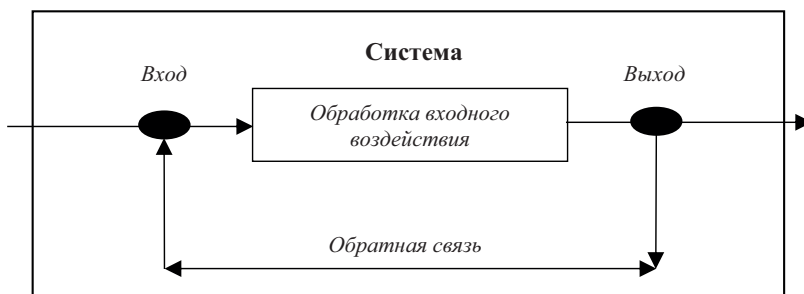 Система
Вход
Выход
Обработка входного
воздействия
Обратная связь